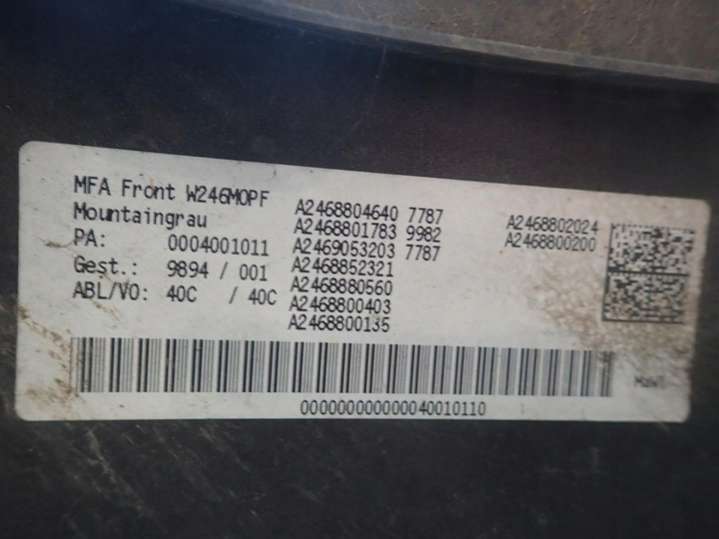 MFA Front W246MOPF
Mountaingrau
PA: 0004001011
Gest.: 9894 / 001
ABL/VO: 40C / 40C
A2468804640 7787
A2468801783 9982
A2469053203 7787
A2468852321
A2468880560
A2468800403
A2468800135
A2468802024
A2468800200
000000000000040010110